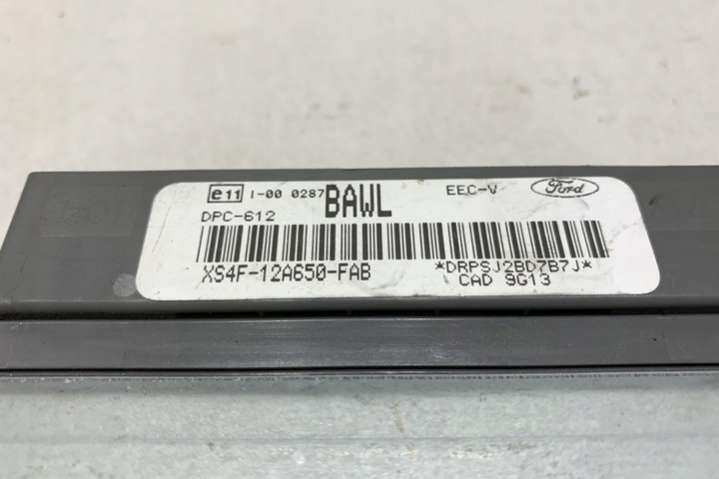 e11 I-00 0287 BAWL EEC-V Ford
DPC-612
XS4F-12A650-FAB *DRPSJ2BD7B7J*
CAD 9G13